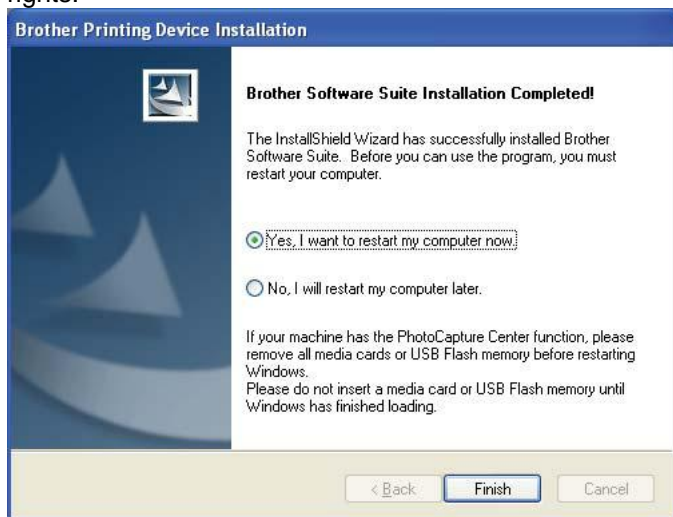 rights.
Brother Printing Device Installation
Brother Software Suite Installation Completed!
The InstallShield Wizard has successfully installed Brother
Software Suite.  Before you can use the program, you must
restart your computer.
Yes, I want to restart my computer now.
No, I will restart my computer later.
If your machine has the PhotoCapture Center function, please
remove all media cards or USB Flash memory before restarting
Windows.
Please do not insert a media card or USB Flash memory until
Windows has finished loading.
< Back
Finish
Cancel